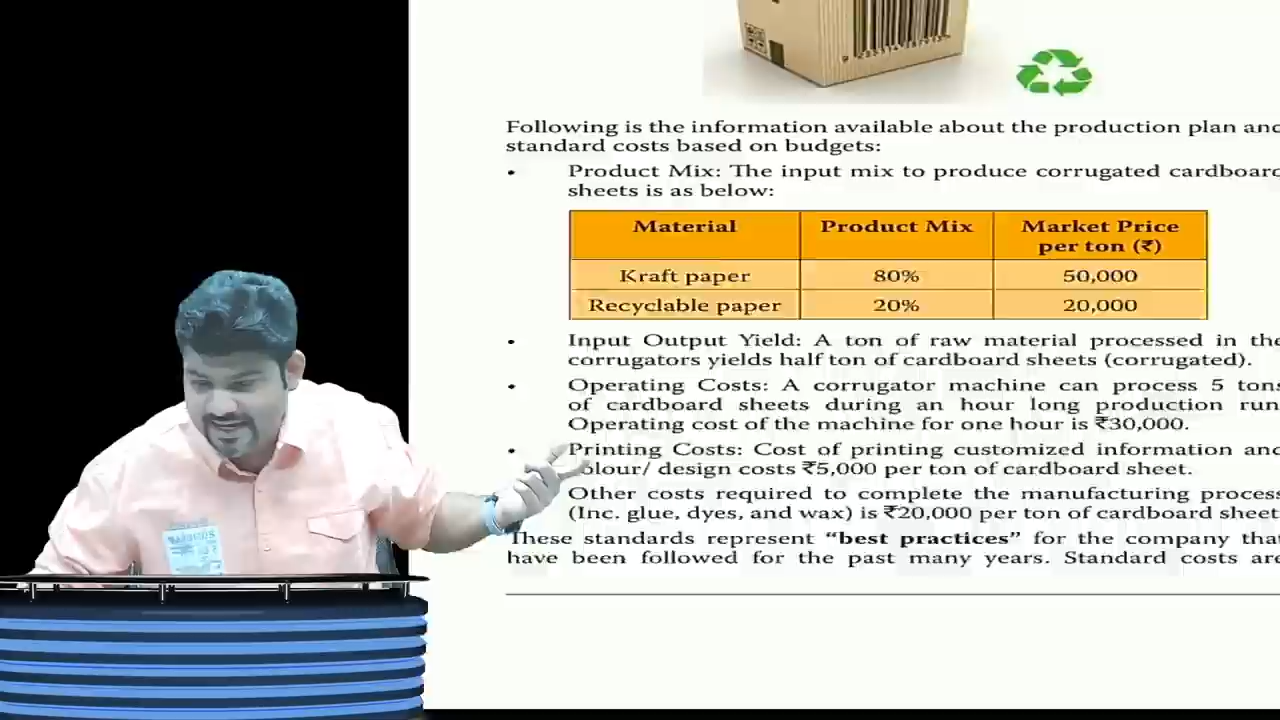 Following is the information available about the production plan and
standard costs based on budgets:
• Product Mix: The input mix to produce corrugated cardboard
sheets is as below:
Material Product Mix Market Price per ton (₹)
Kraft paper 80% 50,000
Recyclable paper 20% 20,000
• Input Output Yield: A ton of raw material processed in the
corrugators yields half ton of cardboard sheets (corrugated).
• Operating Costs: A corrugator machine can process 5 tons
of cardboard sheets during an hour long production run.
Operating cost of the machine for one hour is ₹30,000.
• Printing Costs: Cost of printing customized information and
olour/ design costs ₹5,000 per ton of cardboard sheet.
Other costs required to complete the manufacturing process
(Inc. glue, dyes, and wax) is ₹20,000 per ton of cardboard sheet
These standards represent “best practices” for the company that
have been followed for the past many years. Standard costs are